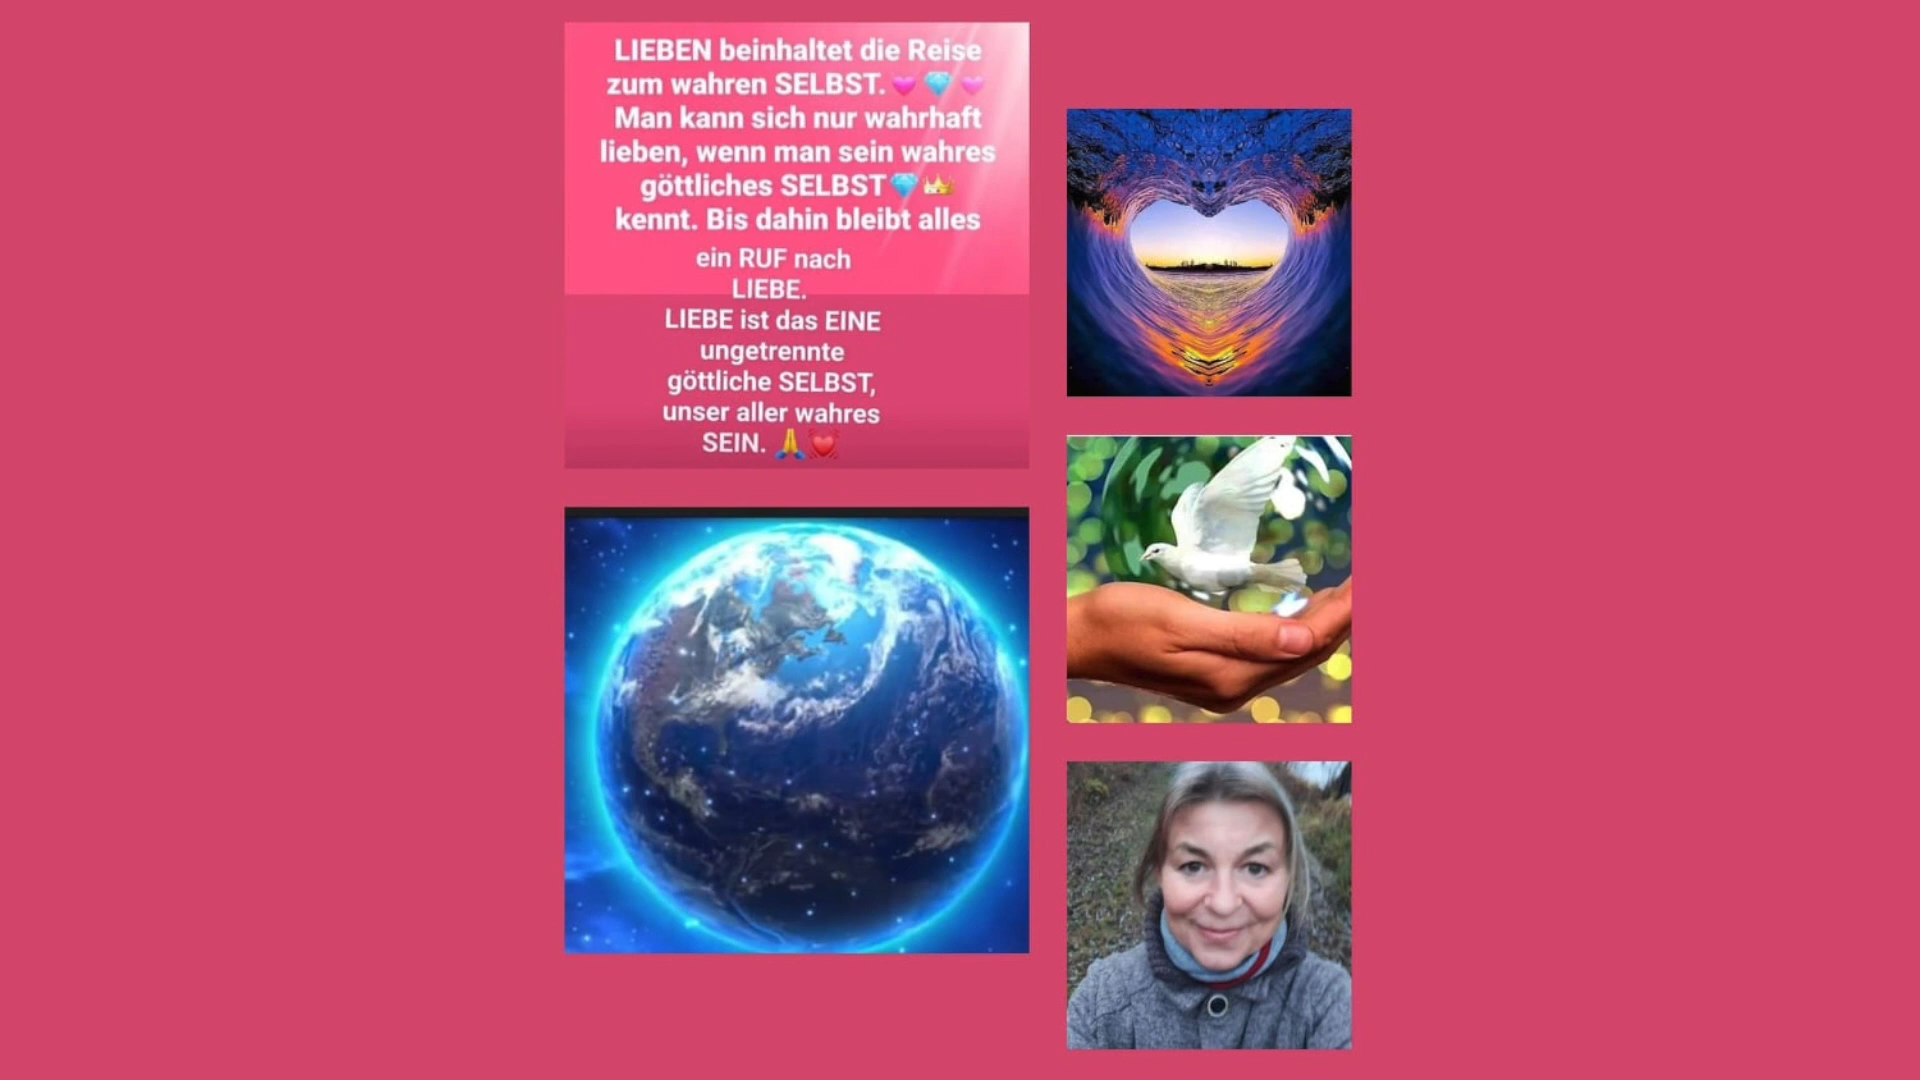 LIEBEN beinhaltet die Reise
zum wahren SELBST. 💗💎💗
Man kann sich nur wahrhaft
lieben, wenn man sein wahres
göttliches SELBST💎👑
kennt. Bis dahin bleibt alles
ein RUF nach
LIEBE.
LIEBE ist das EINE
ungetrennte
göttliche SELBST,
unser aller wahres
SEIN. 🙏💓